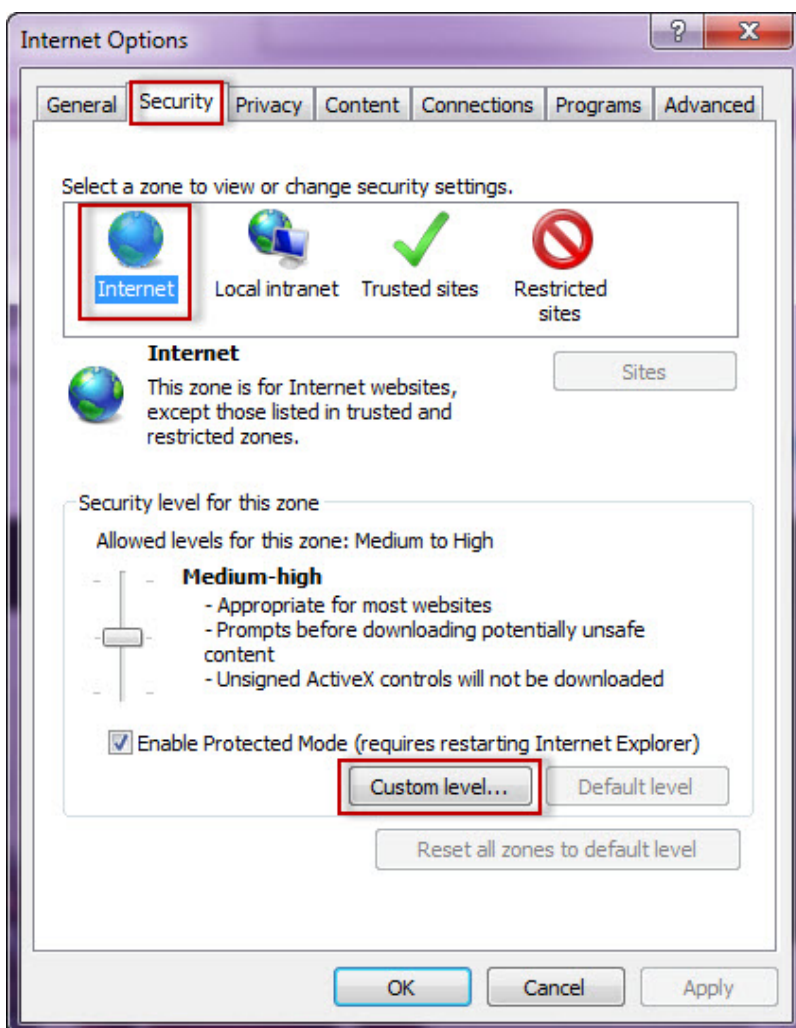 Internet Options
General Security Privacy Content Connections Programs Advanced
Select a zone to view or change security settings.
Internet Local intranet Trusted sites Restricted
sites
Internet
Sites
This zone is for Internet websites,
except those listed in trusted and
restricted zones.
Security level for this zone
Allowed levels for this zone: Medium to High
Medium-high
- Appropriate for most websites
- Prompts before downloading potentially unsafe
content
- Unsigned ActiveX controls will not be downloaded
Enable Protected Mode (requires restarting Internet Explorer)
Custom level... Default level
Reset all zones to default level
OK Cancel Apply